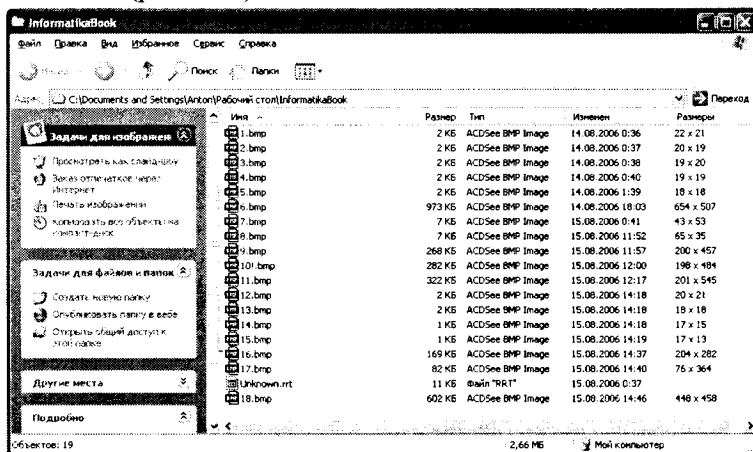 InformatikaBook
Файл Правка Вид Избранное Сервис Справка
Поиск Папки
Адрес: C:\Documents and Settings\Anton\Рабочий стол\InformatikaBook Переход
Имя Размер Тип Изменен Размеры
Задачи для изображений
Просмотреть как слайд-шоу
Заказ отпечатков через Интернет
Печать изображений
Копировать все объекты на компакт-диск
Задачи для файлов и папок
Создать новую папку
Опубликовать папку в вебе
Открыть общий доступ к этой папке
Другие места
Подробно
1.bmp 2 КБ ACDSee BMP Image 14.08.2006 0:36 22 x 21
2.bmp 2 КБ ACDSee BMP Image 14.08.2006 0:37 20 x 19
3.bmp 2 КБ ACDSee BMP Image 14.08.2006 0:38 19 x 20
4.bmp 2 КБ ACDSee BMP Image 14.08.2006 0:40 19 x 19
5.bmp 2 КБ ACDSee BMP Image 14.08.2006 1:39 18 x 18
6.bmp 973 КБ ACDSee BMP Image 14.08.2006 18:03 654 x 507
7.bmp 7 КБ ACDSee BMP Image 15.08.2006 0:41 43 x 53
8.bmp 7 КБ ACDSee BMP Image 15.08.2006 11:52 65 x 35
9.bmp 268 КБ ACDSee BMP Image 15.08.2006 11:57 200 x 457
10!.bmp 282 КБ ACDSee BMP Image 15.08.2006 12:00 198 x 484
11.bmp 322 КБ ACDSee BMP Image 15.08.2006 12:17 201 x 545
12.bmp 2 КБ ACDSee BMP Image 15.08.2006 14:18 20 x 21
13.bmp 2 КБ ACDSee BMP Image 15.08.2006 14:18 18 x 18
14.bmp 1 КБ ACDSee BMP Image 15.08.2006 14:18 17 x 15
15.bmp 1 КБ ACDSee BMP Image 15.08.2006 14:19 17 x 13
16.bmp 169 КБ ACDSee BMP Image 15.08.2006 14:37 204 x 282
17.bmp 82 КБ ACDSee BMP Image 15.08.2006 14:40 76 x 364
Unknown.rrt 11 КБ Файл "RRT" 15.08.2006 0:37
18.bmp 602 КБ ACDSee BMP Image 15.08.2006 14:46 448 x 458
Объектов: 19 2,66 МБ Мой компьютер